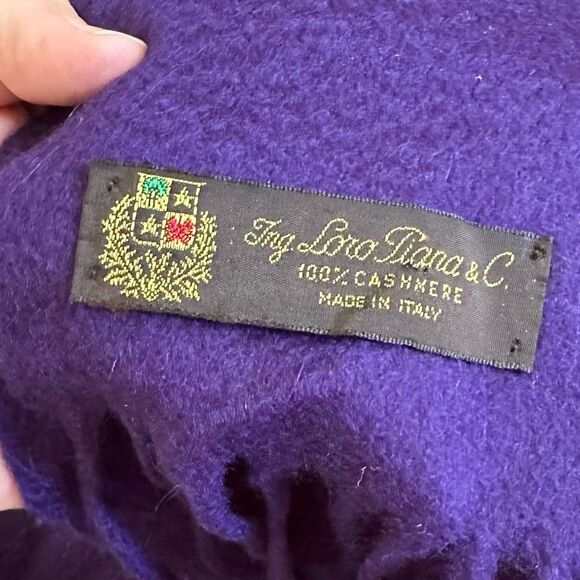 Ing. Loro Piana & C.
100% CASHMERE
MADE IN ITALY